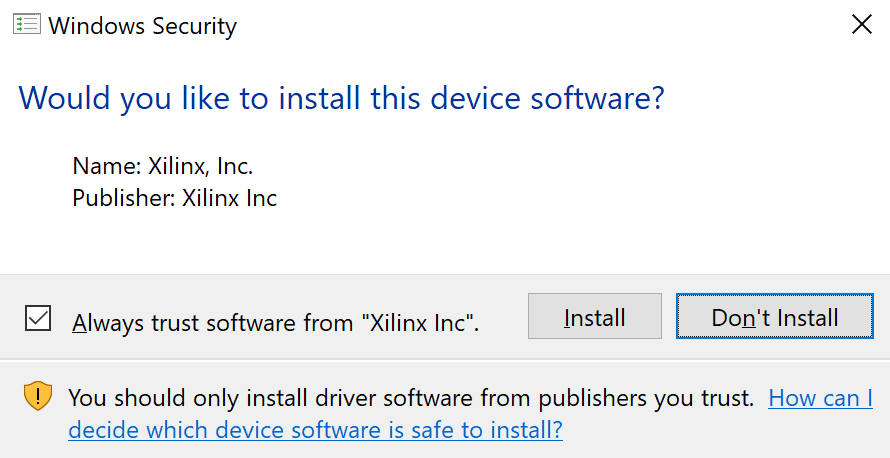 Windows Security
Would you like to install this device software?
Name: Xilinx, Inc.
Publisher: Xilinx Inc
Always trust software from "Xilinx Inc".
Install
Don't Install
You should only install driver software from publishers you trust. How can I
decide which device software is safe to install?